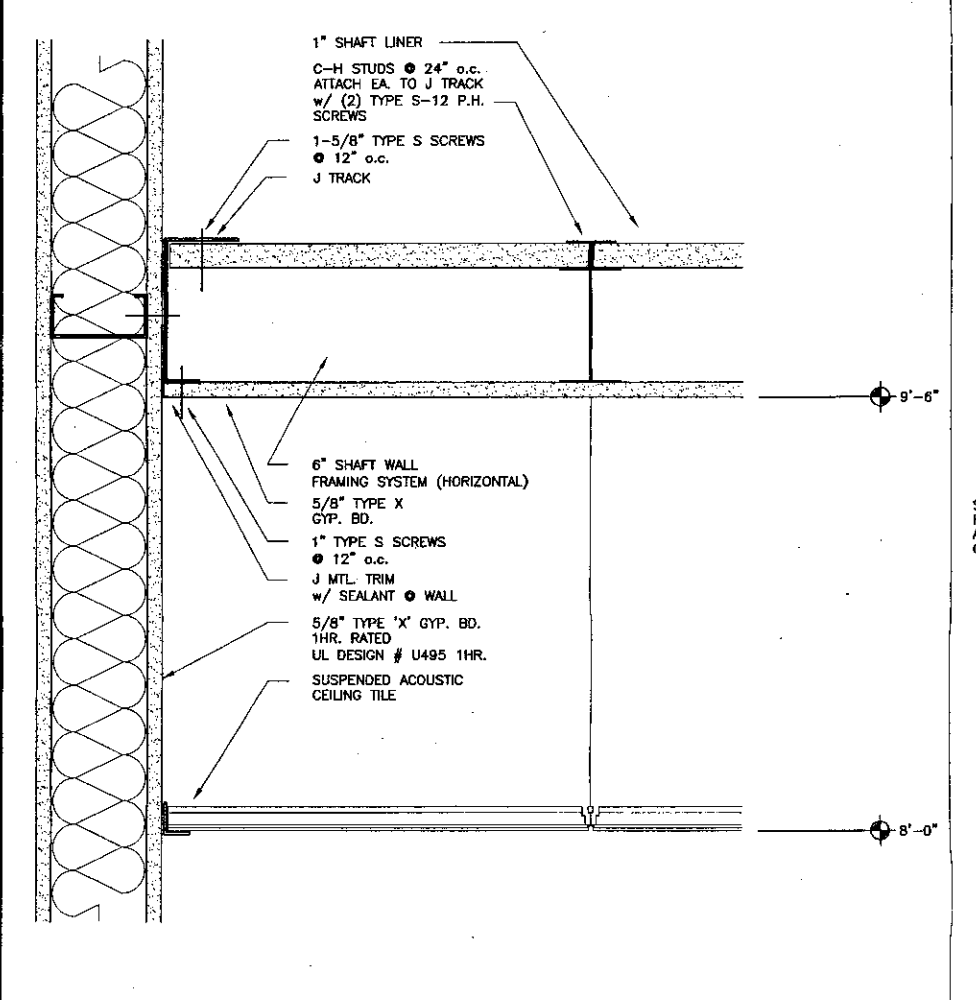 1" SHAFT LINER
C-H STUDS @ 24" o.c.
ATTACH EA. TO J TRACK
w/ (2) TYPE S-12 P.H.
SCREWS
1-5/8" TYPE S SCREWS
@ 12" o.c.
J TRACK
9'-6"
6" SHAFT WALL
FRAMING SYSTEM (HORIZONTAL)
5/8" TYPE X
GYP. BD.
1" TYPE S SCREWS
@ 12" o.c.
J MTL. TRIM
w/ SEALANT @ WALL
5/8" TYPE 'X' GYP. BD.
1HR. RATED
UL DESIGN # U495 1HR.
SUSPENDED ACOUSTIC
CEILING TILE
8'-0"